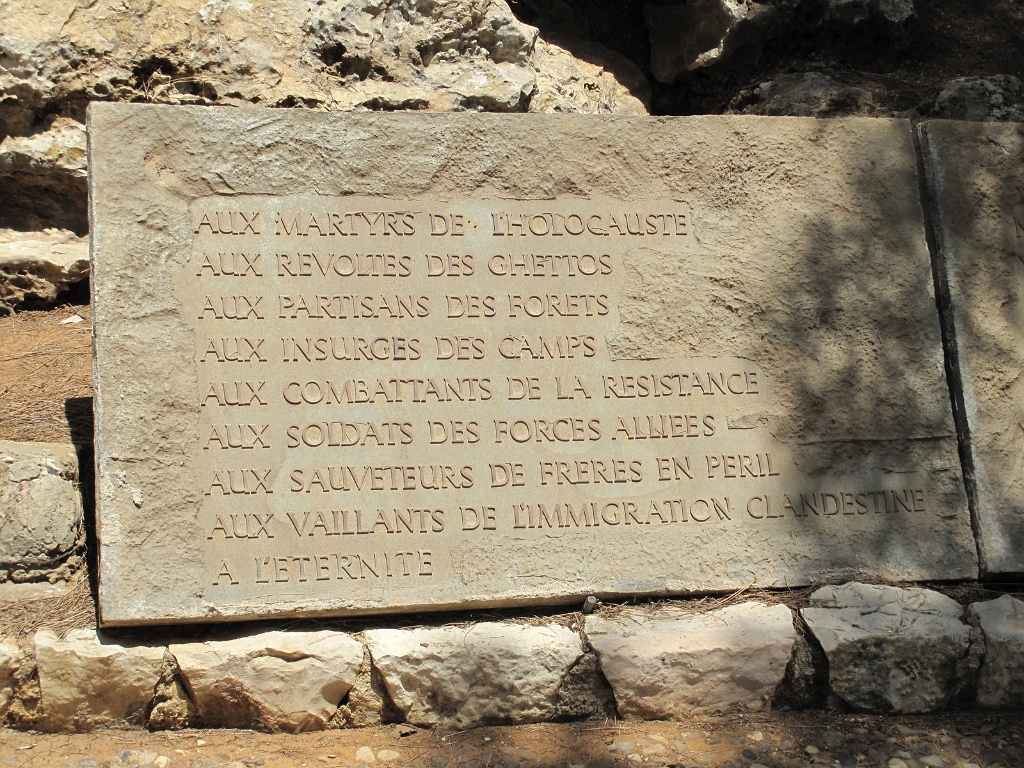 AUX MARTYRS DE L'HOLOCAUSTE
AUX REVOLTES DES GHETTOS
AUX PARTISANS DES FORETS
AUX INSURGES DES CAMPS
AUX COMBATTANTS DE LA RESISTANCE
AUX SOLDATS DES FORCES ALLIEES
AUX SAUVETEURS DE FRERES EN PERIL
AUX VAILLANTS DE L'IMMIGRATION CLANDESTINE
A L'ETERNITE